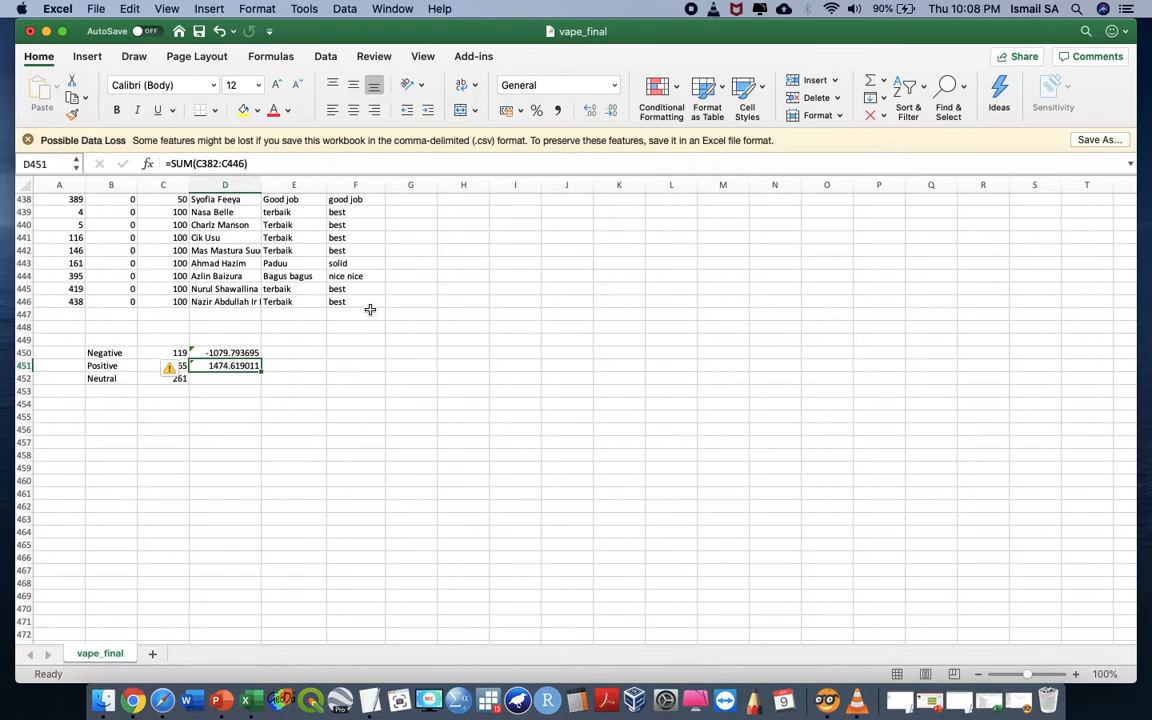 Excel File Edit View Insert Format Tools Data Window Help 90% Thu 10:08 PM Ismail SA
AutoSave OFF vape_final
Home Insert Draw Page Layout Formulas Data Review View Add-ins Share Comments
Paste Calibri (Body) 12 General Conditional Formatting Format as Table Cell Styles Insert Delete Format Sort & Filter Find & Select Ideas Sensitivity
Possible Data Loss Some features might be lost if you save this workbook in the comma-delimited (.csv) format. To preserve these features, save it in an Excel file format. Save As...
D451 fx =SUM(C382:C446)
A B C D E F G H I J K L M N O P Q R S T
438 389 0 50 Syofia Feeya Good job good job
439 4 0 100 Nasa Belle terbaik best
440 5 0 100 Charlz Manson Terbaik best
441 116 0 100 Cik Usu Terbaik best
442 146 0 100 Mas Mastura Suu Terbaik best
443 161 0 100 Ahmad Hazim Paduu solid
444 395 0 100 Azlin Baizura Bagus bagus nice nice
445 419 0 100 Nurul Shawallina terbaik best
446 438 0 100 Nazir Abdullah Ir Terbaik best
447
448
449
450 Negative 119 -1079.793695
451 Positive 55 1474.619011
452 Neutral 261
453
454
455
456
457
458
459
460
461
462
463
464
465
466
467
468
469
470
471
472
vape_final
Ready 100%